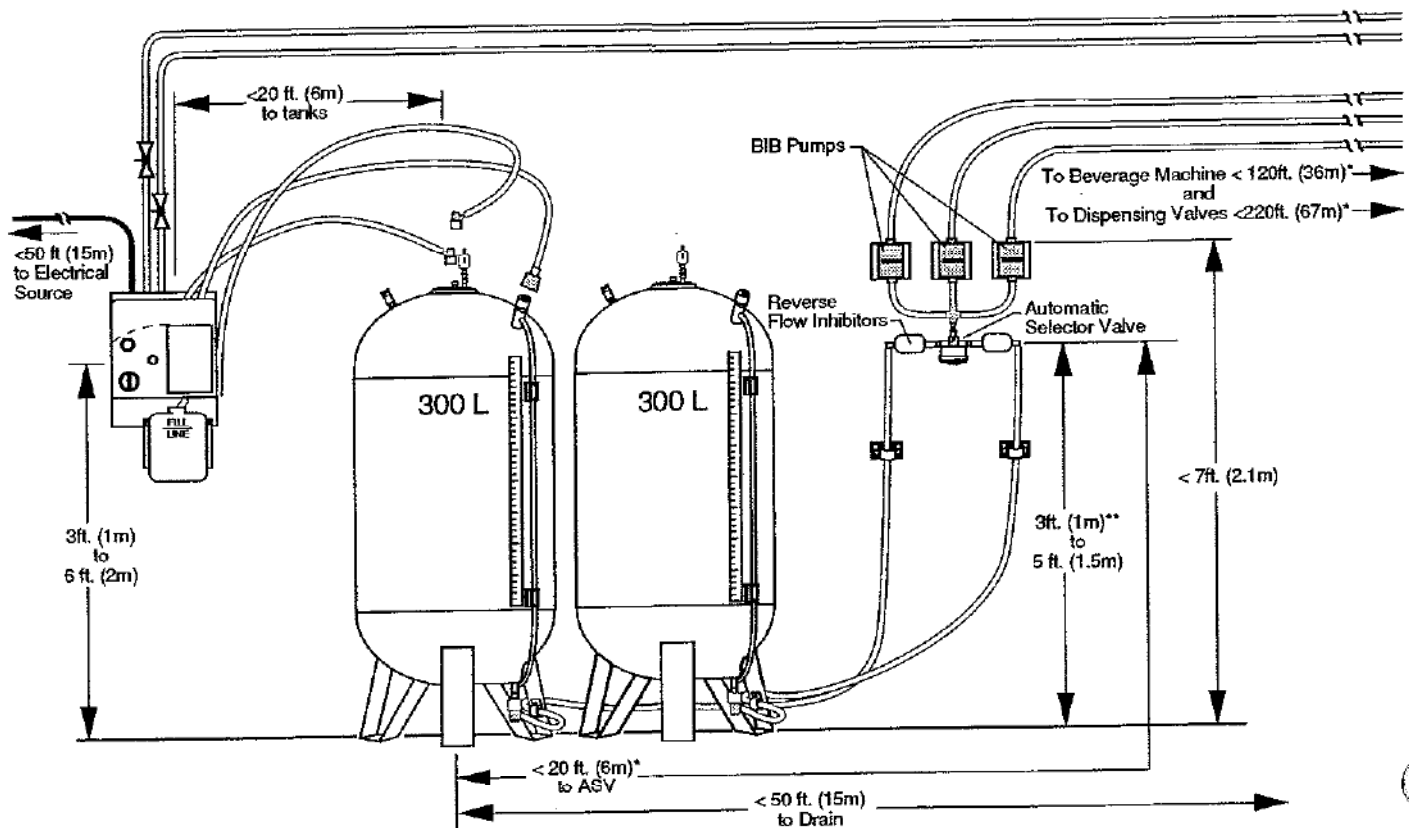 <20 ft. (6m)
to tanks
BIB Pumps
To Beverage Machine < 120ft. (36m)*
and
To Dispensing Valves <220ft. (67m)*
<50 ft (15m)
to Electrical
Source
Reverse
Flow Inhibitors
Automatic
Selector Valve
300 L
300 L
FILL
LINE
< 7ft. (2.1m)
3ft. (1m)
to
6 ft. (2m)
3ft. (1m)**
to
5 ft. (1.5m)
< 20 ft. (6m)*
to ASV
< 50 ft. (15m)
to Drain